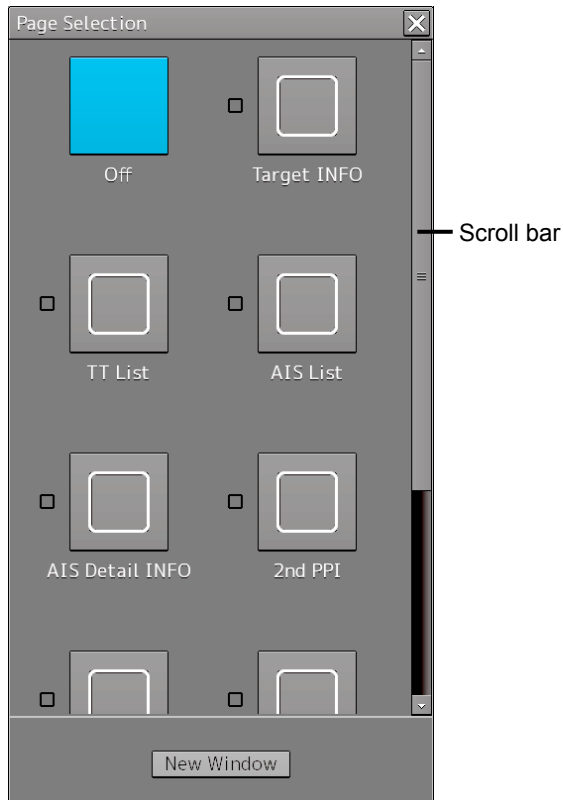 Page Selection
Off
Target INFO
Scroll bar
TT List
AIS List
AIS Detail INFO
2nd PPI
New Window